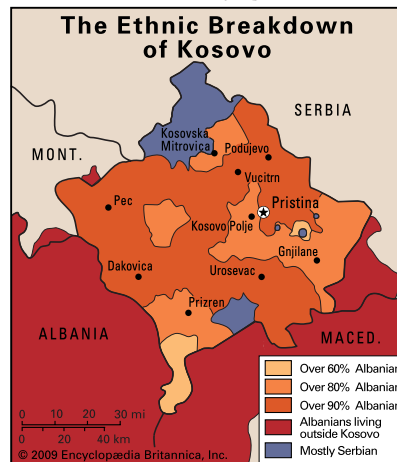 The Ethnic Breakdown
of Kosovo
SERBIA
MONT.
Kosovska
Mitrovica
Podujevo
Vucitrn
Pec
Pristina
Kosovo Polje
Gnjilane
Dakovica
Urosevac
Prizren
ALBANIA
MACED.
Over 60% Albanian
Over 80% Albanian
Over 90% Albanian
Albanians living
outside Kosovo
Mostly Serbian
0 10 20 30 mi
0 20 40 km
© 2009 Encyclopædia Britannica, Inc.